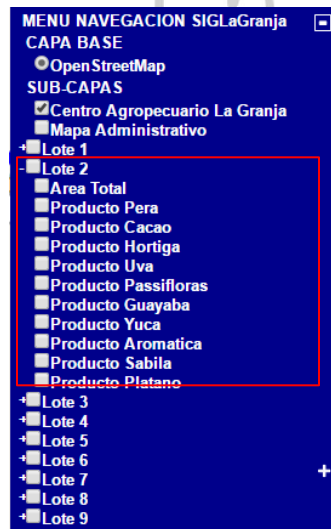 MENU NAVEGACION SIGLaGranja
CAPA BASE
OpenStreetMap
SUB-CAPAS
Centro Agropecuario La Granja
Mapa Administrativo
+Lote 1
-Lote 2
Area Total
Producto Pera
Producto Cacao
Producto Hortiga
Producto Uva
Producto Passifloras
Producto Guayaba
Producto Yuca
Producto Aromatica
Producto Sabila
Producto Platano
+Lote 3
+Lote 4
+Lote 5
+Lote 6
+Lote 7
+Lote 8
+Lote 9